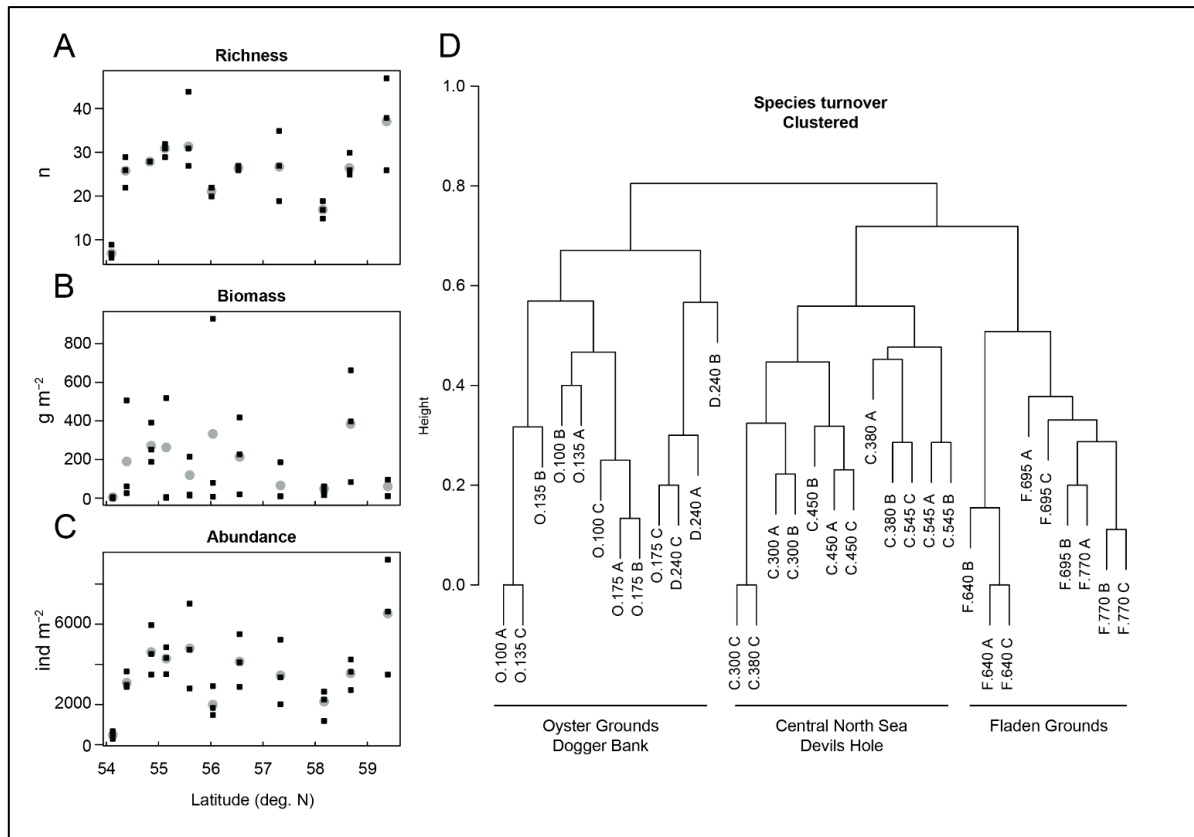 A
Richness
40
30
20
10
n
B
Biomass
800
600
400
200
0
g m−2
C
Abundance
6000
2000
0
ind m−2
54 55 56 57 58 59
Latitude (deg. N)
D
Species turnover
Clustered
1.0
0.8
0.6
0.4
0.2
0.0
Height
O.100 A
O.135 C
O.135 B
O.100 B
O.135 A
O.100 C
O.175 A
O.175 B
O.175 C
D.240 C
D.240 A
D.240 B
C.300 C
C.380 C
C.300 A
C.300 B
C.450 B
C.450 A
C.450 C
C.380 A
C.380 B
C.545 C
C.545 A
C.545 B
F.640 B
F.640 A
F.640 C
F.695 A
F.695 C
F.695 B
F.770 A
F.770 B
F.770 C
Oyster Grounds
Dogger Bank
Central North Sea
Devils Hole
Fladen Grounds